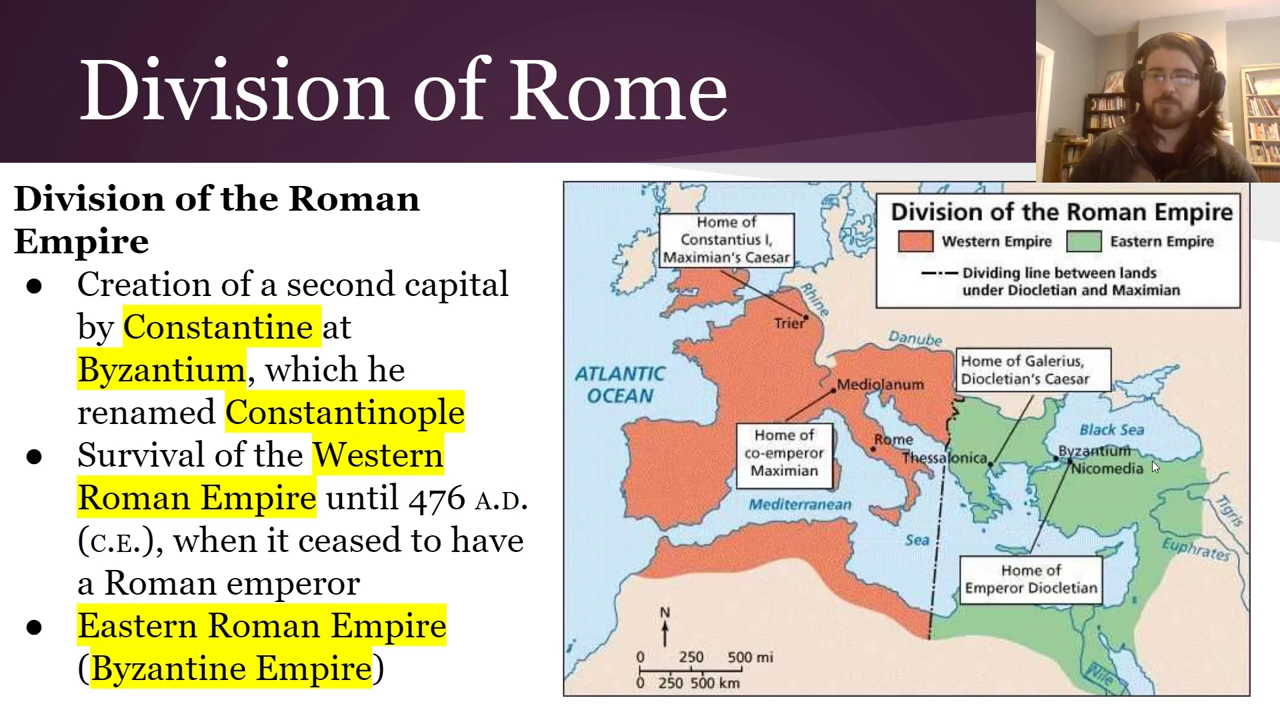 Division of Rome
Division of the Roman
Empire
● Creation of a second capital
by Constantine at
Byzantium, which he
renamed Constantinople
● Survival of the Western
Roman Empire until 476 A.D.
(C.E.), when it ceased to have
a Roman emperor
● Eastern Roman Empire
(Byzantine Empire)
Division of the Roman Empire
Western Empire
Eastern Empire
Dividing line between lands
under Diocletian and Maximian
Home of
Constantius I,
Maximian's Caesar
Rhine
Trier
Danube
ATLANTIC
OCEAN
Mediolanum
Home of Galerius,
Diocletian's Caesar
Home of
co-emperor
Maximian
Rome
Thessalonica
Black Sea
Byzantium
Nicomedia
Mediterranean
Sea
Tigris
Euphrates
Home of
Emperor Diocletian
Nile
N
0 250 500 mi
0 250 500 km